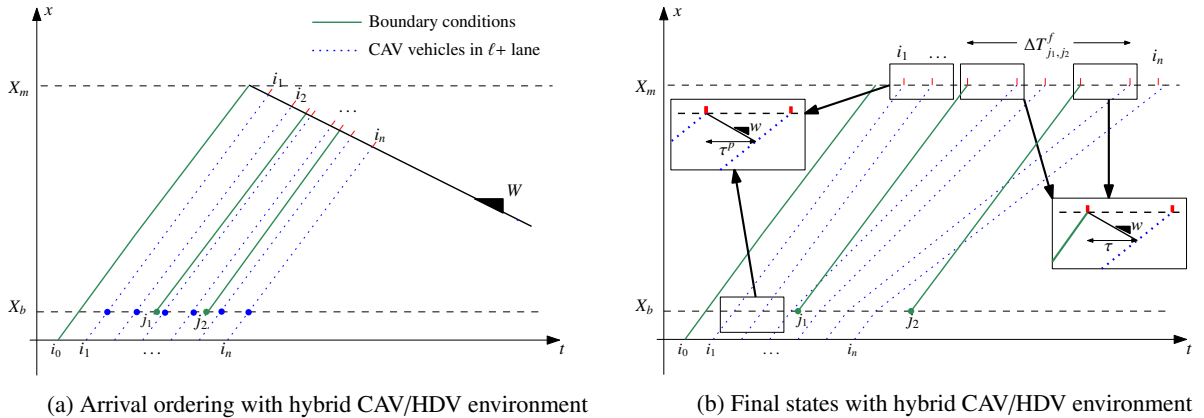 x
Boundary conditions
CAV vehicles in ℓ+ lane
X_m
i_1
i_2
...
i_n
W
X_b
j_1
j_2
i_0
i_1
...
i_n
t
(a) Arrival ordering with hybrid CAV/HDV environment
x
ΔT^f_{j_1,j_2}
i_1
...
i_n
X_m
w
τ^p
w
τ
X_b
j_1
j_2
i_0
i_1
...
i_n
t
(b) Final states with hybrid CAV/HDV environment